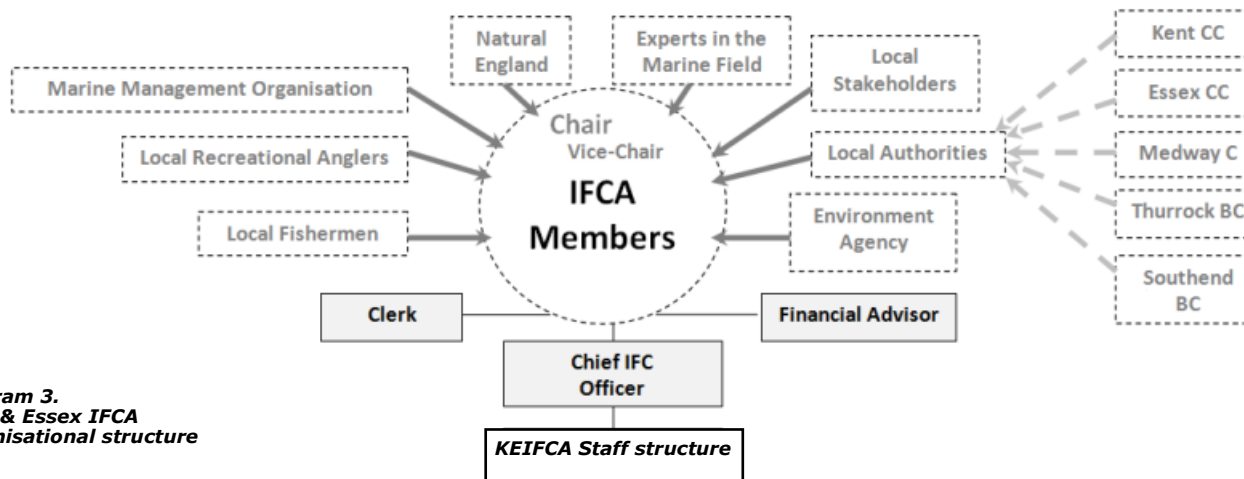 Natural
England
Experts in the
Marine Field
Local
Stakeholders
Kent CC
Marine Management Organisation
Essex CC
Chair
Vice-Chair
Local Recreational Anglers
Local Authorities
Medway C
IFCA
Members
Thurrock BC
Local Fishermen
Environment
Agency
Southend
BC
Clerk
Financial Advisor
Chief IFC
Officer
ram 3.
& Essex IFCA
nisational structure
KEIFCA Staff structure